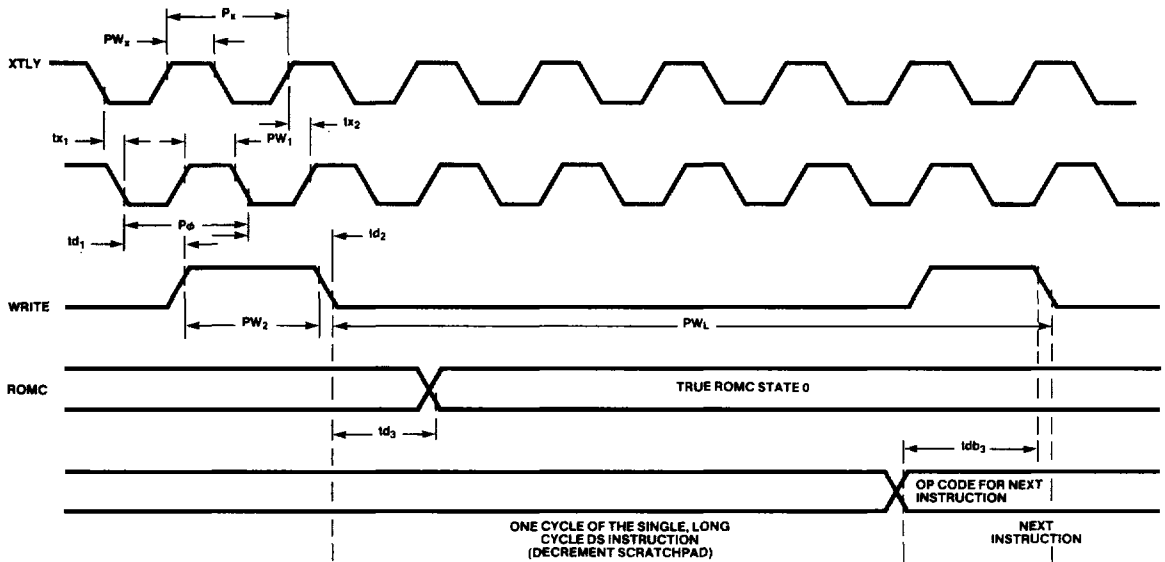 Px
PWx
XTLY
tx1
PW1
tx2
Pφ
td1
td2
WRITE
PW2
PWL
ROMC
TRUE ROMC STATE 0
td3
tdb3
OP CODE FOR NEXT
INSTRUCTION
ONE CYCLE OF THE SINGLE, LONG
CYCLE DS INSTRUCTION
(DECREMENT SCRATCHPAD)
NEXT
INSTRUCTION